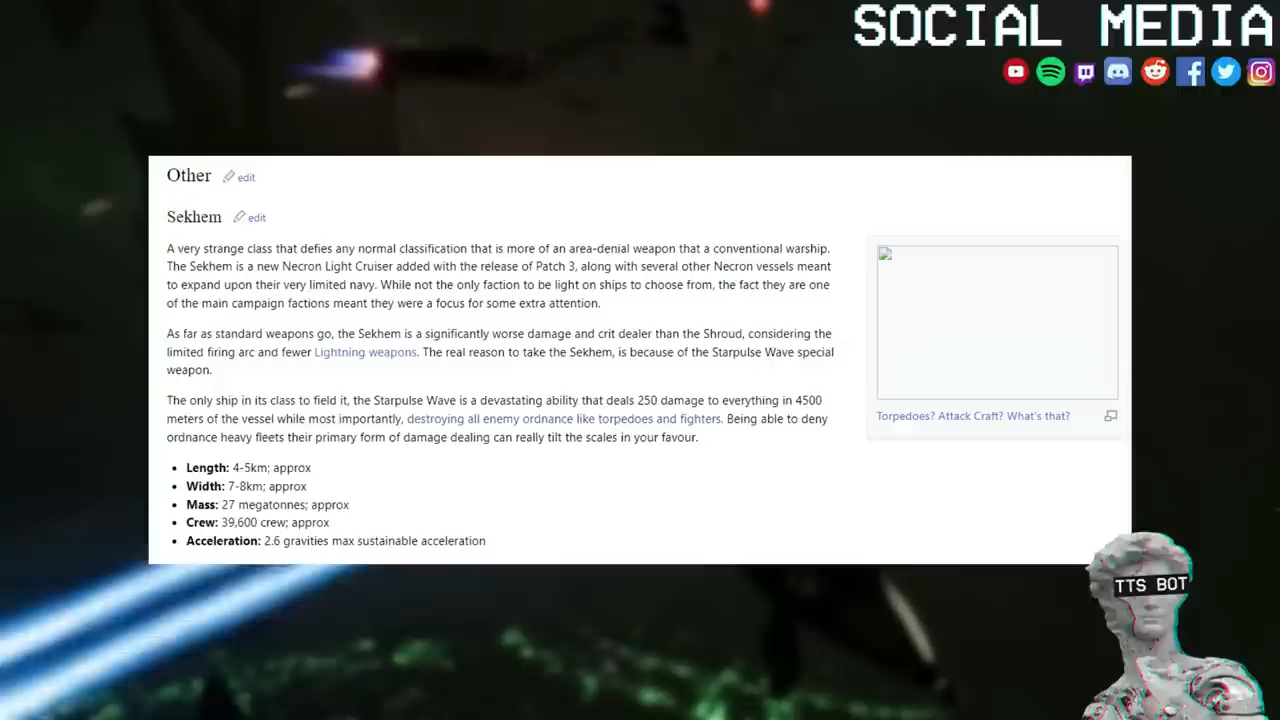 SOCIAL MEDIA
Other edit
Sekhem edit
A very strange class that defies any normal classification that is more of an area-denial weapon that a conventional warship.
The Sekhem is a new Necron Light Cruiser added with the release of Patch 3, along with several other Necron vessels meant
to expand upon their very limited navy. While not the only faction to be light on ships to choose from, the fact they are one
of the main campaign factions meant they were a focus for some extra attention.
As far as standard weapons go, the Sekhem is a significantly worse damage and crit dealer than the Shroud, considering the
limited firing arc and fewer Lightning weapons. The real reason to take the Sekhem, is because of the Starpulse Wave special
weapon.
The only ship in its class to field it, the Starpulse Wave is a devastating ability that deals 250 damage to everything in 4500
meters of the vessel while most importantly, destroying all enemy ordnance like torpedoes and fighters. Being able to deny
ordnance heavy fleets their primary form of damage dealing can really tilt the scales in your favour.
Torpedoes? Attack Craft? What's that?
• Length: 4-5km; approx
• Width: 7-8km; approx
• Mass: 27 megatonnes; approx
• Crew: 39,600 crew; approx
• Acceleration: 2.6 gravities max sustainable acceleration
TTS BOT